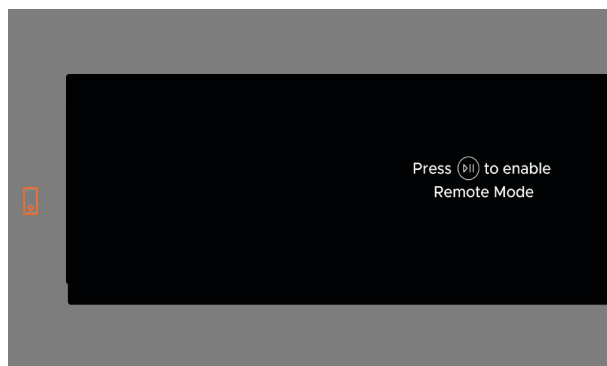 Press ⏯ to enable
Remote Mode